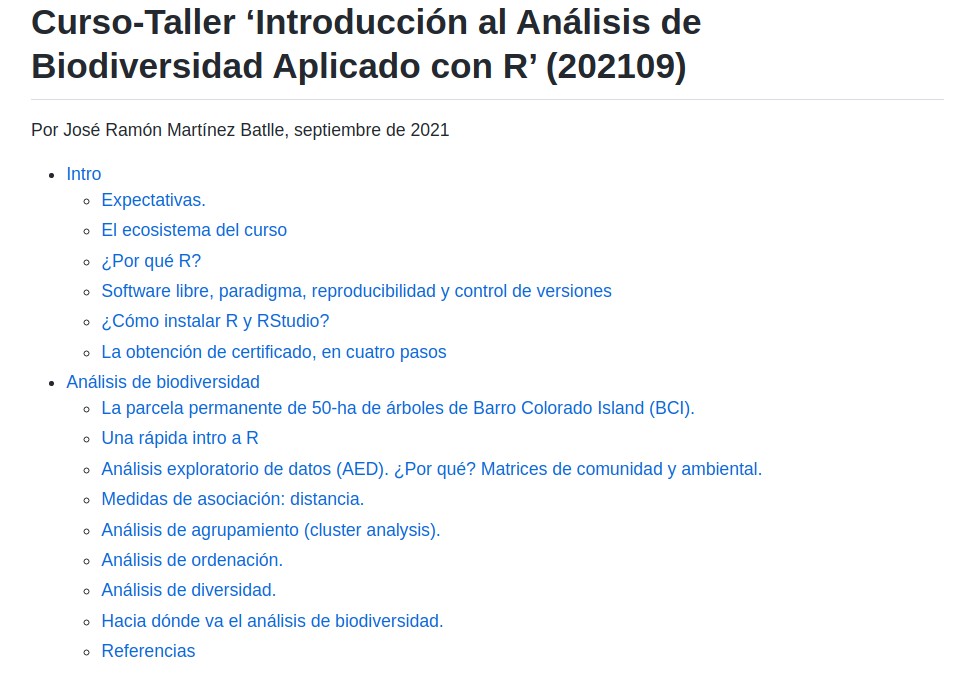 Curso-Taller ‘Introducción al Análisis de
Biodiversidad Aplicado con R’ (202109)
Por José Ramón Martínez Batlle, septiembre de 2021
Intro
Expectativas.
El ecosistema del curso
¿Por qué R?
Software libre, paradigma, reproducibilidad y control de versiones
¿Cómo instalar R y RStudio?
La obtención de certificado, en cuatro pasos
Análisis de biodiversidad
La parcela permanente de 50-ha de árboles de Barro Colorado Island (BCI).
Una rápida intro a R
Análisis exploratorio de datos (AED). ¿Por qué? Matrices de comunidad y ambiental.
Medidas de asociación: distancia.
Análisis de agrupamiento (cluster analysis).
Análisis de ordenación.
Análisis de diversidad.
Hacia dónde va el análisis de biodiversidad.
Referencias